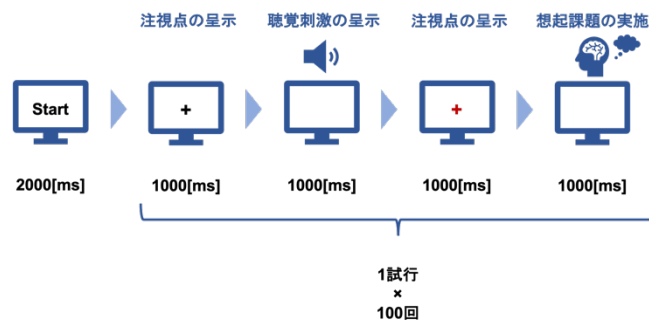 注視点の呈示
聴覚刺激の呈示
注視点の呈示
想起課題の実施
Start
+
+
2000[ms]
1000[ms]
1000[ms]
1000[ms]
1000[ms]
1試行
×
100回